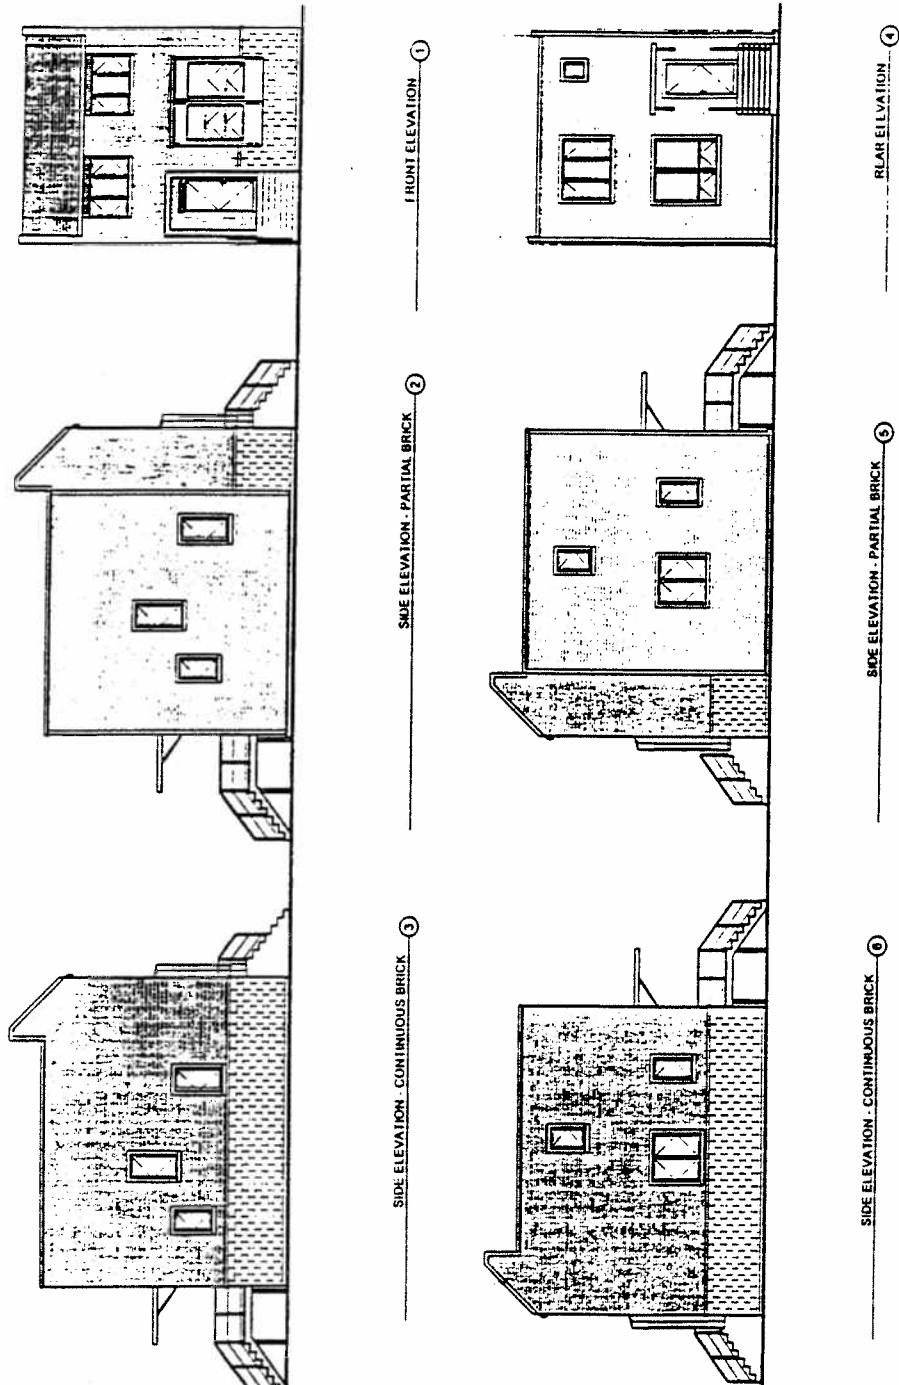 FRONT ELEVATION 1
SIDE ELEVATION - PARTIAL BRICK 2
SIDE ELEVATION - CONTINUOUS BRICK 3
REAR ELEVATION 4
SIDE ELEVATION - PARTIAL BRICK 5
SIDE ELEVATION - CONTINUOUS BRICK 6